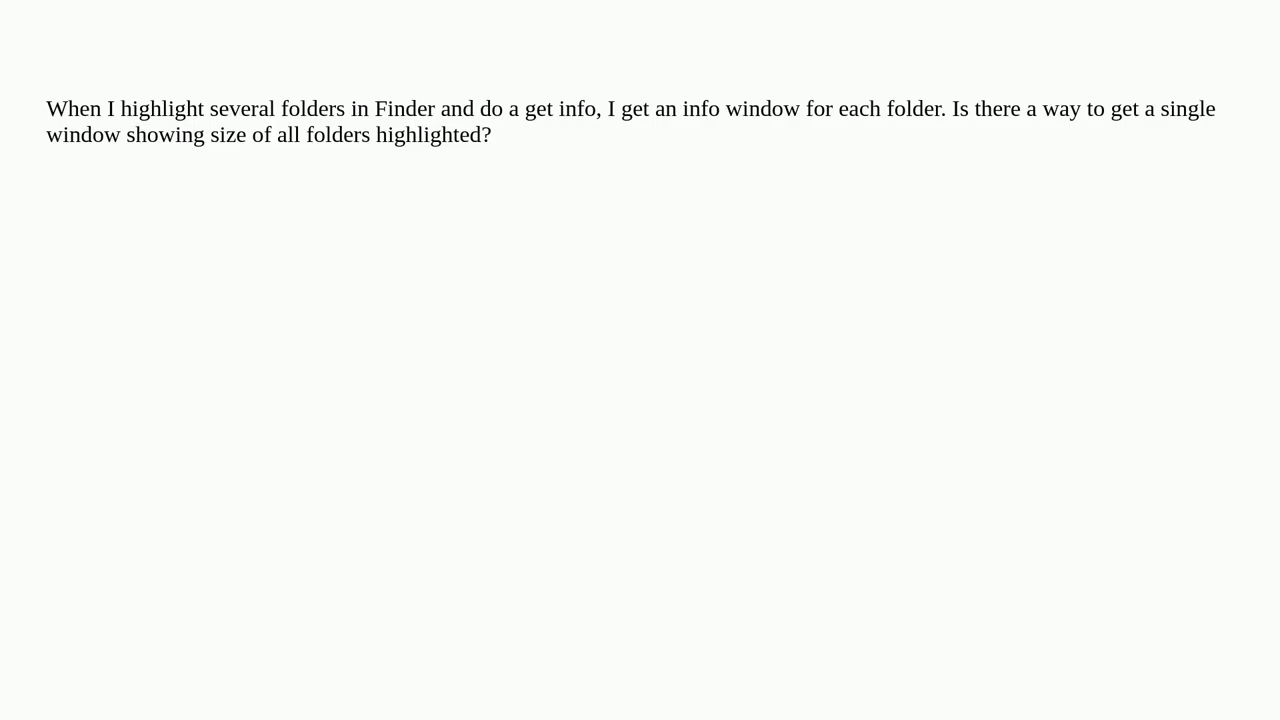 When I highlight several folders in Finder and do a get info, I get an info window for each folder. Is there a way to get a single
window showing size of all folders highlighted?